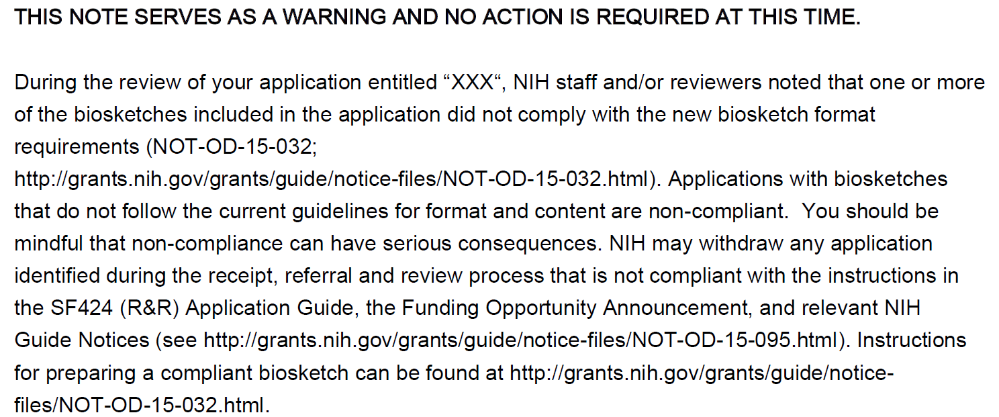 THIS NOTE SERVES AS A WARNING AND NO ACTION IS REQUIRED AT THIS TIME.
During the review of your application entitled “XXX“, NIH staff and/or reviewers noted that one or more
of the biosketches included in the application did not comply with the new biosketch format
requirements (NOT-OD-15-032;
http://grants.nih.gov/grants/guide/notice-files/NOT-OD-15-032.html). Applications with biosketches
that do not follow the current guidelines for format and content are non-compliant.  You should be
mindful that non-compliance can have serious consequences. NIH may withdraw any application
identified during the receipt, referral and review process that is not compliant with the instructions in
the SF424 (R&R) Application Guide, the Funding Opportunity Announcement, and relevant NIH
Guide Notices (see http://grants.nih.gov/grants/guide/notice-files/NOT-OD-15-095.html). Instructions
for preparing a compliant biosketch can be found at http://grants.nih.gov/grants/guide/notice-
files/NOT-OD-15-032.html.